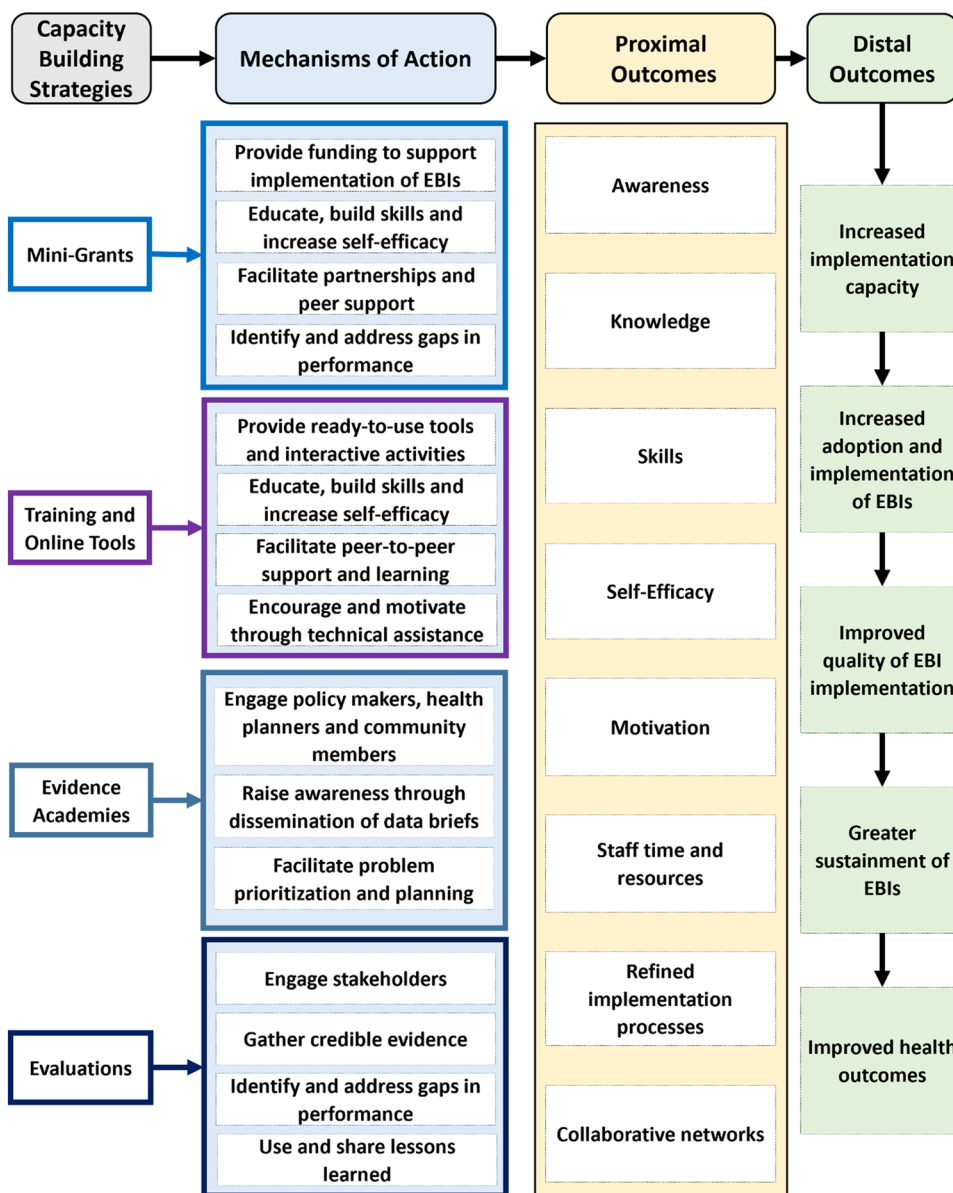 Capacity
Building
Strategies
Mechanisms of Action
Proximal
Outcomes
Distal
Outcomes
Mini-Grants
Provide funding to support
implementation of EBIs
Educate, build skills and
increase self-efficacy
Facilitate partnerships and
peer support
Identify and address gaps in
performance
Training and
Online Tools
Provide ready-to-use tools
and interactive activities
Educate, build skills and
increase self-efficacy
Facilitate peer-to-peer
support and learning
Encourage and motivate
through technical assistance
Evidence
Academies
Engage policy makers, health
planners and community
members
Raise awareness through
dissemination of data briefs
Facilitate problem
prioritization and planning
Evaluations
Engage stakeholders
Gather credible evidence
Identify and address gaps in
performance
Use and share lessons
learned
Awareness
Knowledge
Skills
Self-Efficacy
Motivation
Staff time and
resources
Refined
implementation
processes
Collaborative networks
Increased
implementation
capacity
Increased
adoption and
implementation
of EBIs
Improved
quality of EBI
implementation
Greater
sustainment of
EBIs
Improved health
outcomes